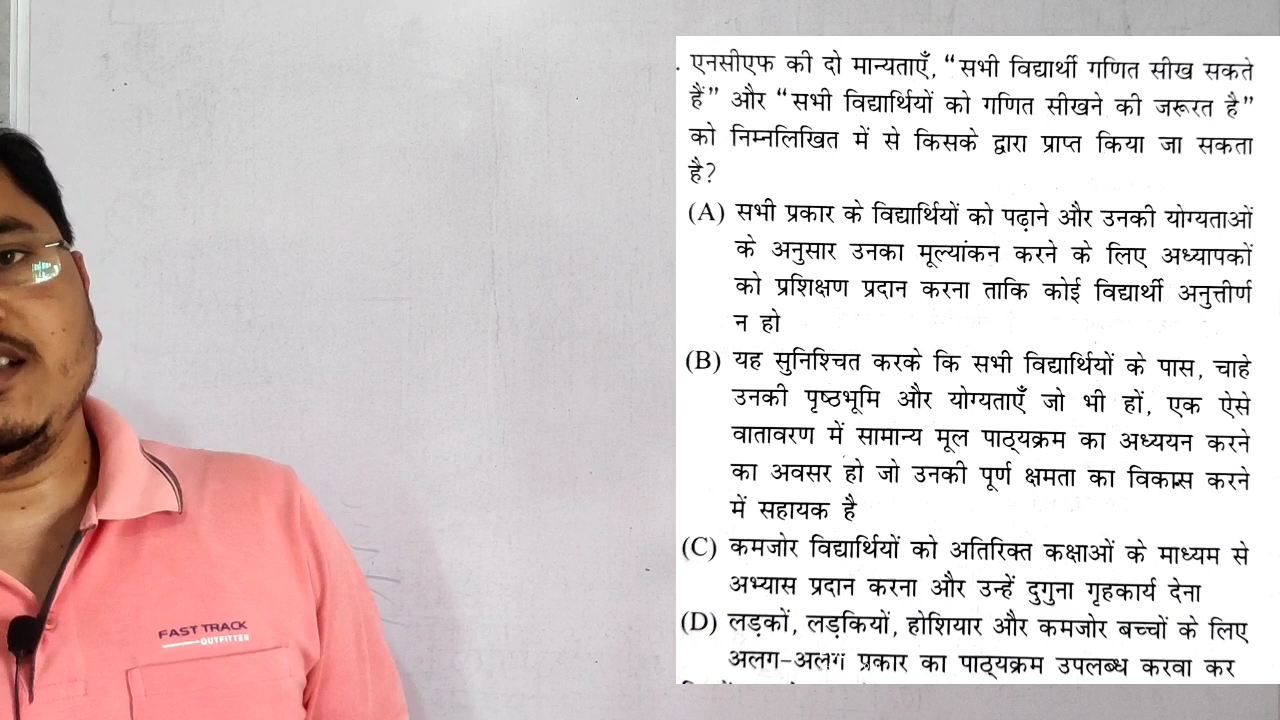 . एनसीएफ की दो मान्यताएँ, “सभी विद्यार्थी गणित सीख सकते
हैं” और “सभी विद्यार्थियों को गणित सीखने की जरूरत है”
को निम्नलिखित में से किसके द्वारा प्राप्त किया जा सकता
है?
(A) सभी प्रकार के विद्यार्थियों को पढ़ाने और उनकी योग्यताओं
के अनुसार उनका मूल्यांकन करने के लिए अध्यापकों
को प्रशिक्षण प्रदान करना ताकि कोई विद्यार्थी अनुत्तीर्ण
न हो
(B) यह सुनिश्चित करके कि सभी विद्यार्थियों के पास, चाहे
उनकी पृष्ठभूमि और योग्यताएँ जो भी हों, एक ऐसे
वातावरण में सामान्य मूल पाठ्यक्रम का अध्ययन करने
का अवसर हो जो उनकी पूर्ण क्षमता का विकास करने
में सहायक है
(C) कमजोर विद्यार्थियों को अतिरिक्त कक्षाओं के माध्यम से
अभ्यास प्रदान करना और उन्हें दुगुना गृहकार्य देना
(D) लड़कों, लड़कियों, होशियार और कमजोर बच्चों के लिए
अलग-अलग प्रकार का पाठ्यक्रम उपलब्ध करवा कर
FAST TRACK
OUTFITTER